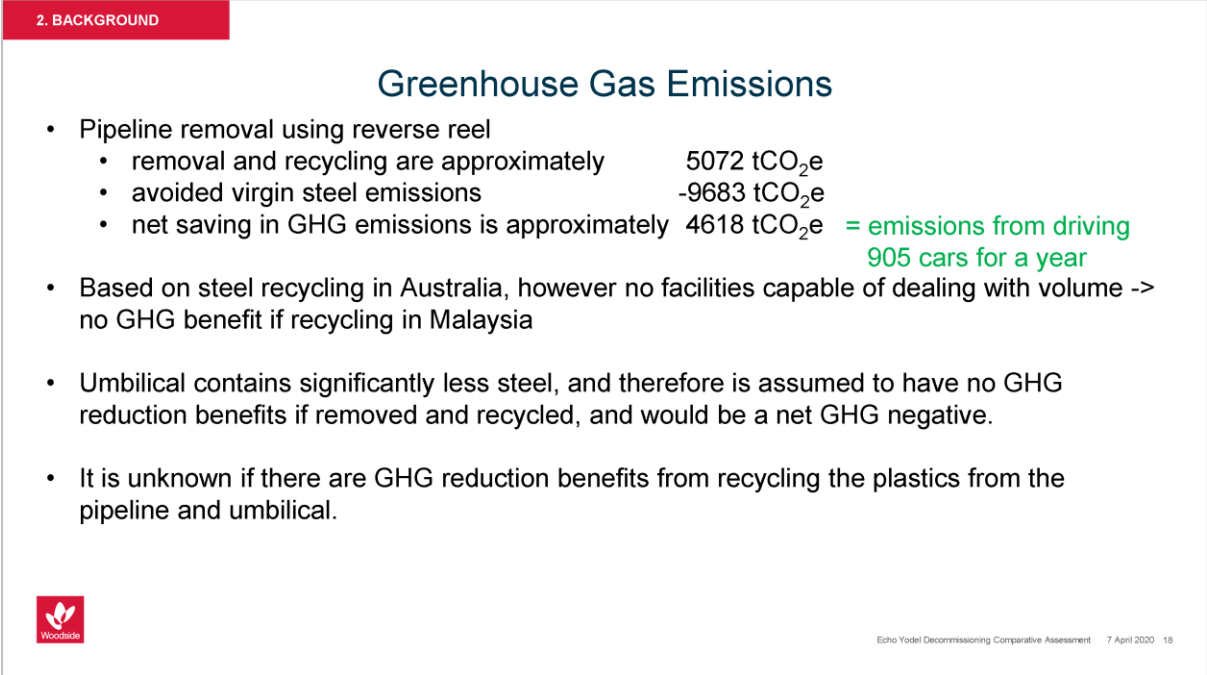 2. BACKGROUND
Greenhouse Gas Emissions
• Pipeline removal using reverse reel
• removal and recycling are approximately 5072 tCO₂e
• avoided virgin steel emissions -9683 tCO₂e
• net saving in GHG emissions is approximately 4618 tCO₂e = emissions from driving
905 cars for a year
• Based on steel recycling in Australia, however no facilities capable of dealing with volume ->
no GHG benefit if recycling in Malaysia
• Umbilical contains significantly less steel, and therefore is assumed to have no GHG
reduction benefits if removed and recycled, and would be a net GHG negative.
• It is unknown if there are GHG reduction benefits from recycling the plastics from the
pipeline and umbilical.
Woodside
Echo Yodel Decommissioning Comparative Assessment 7 April 2020 18